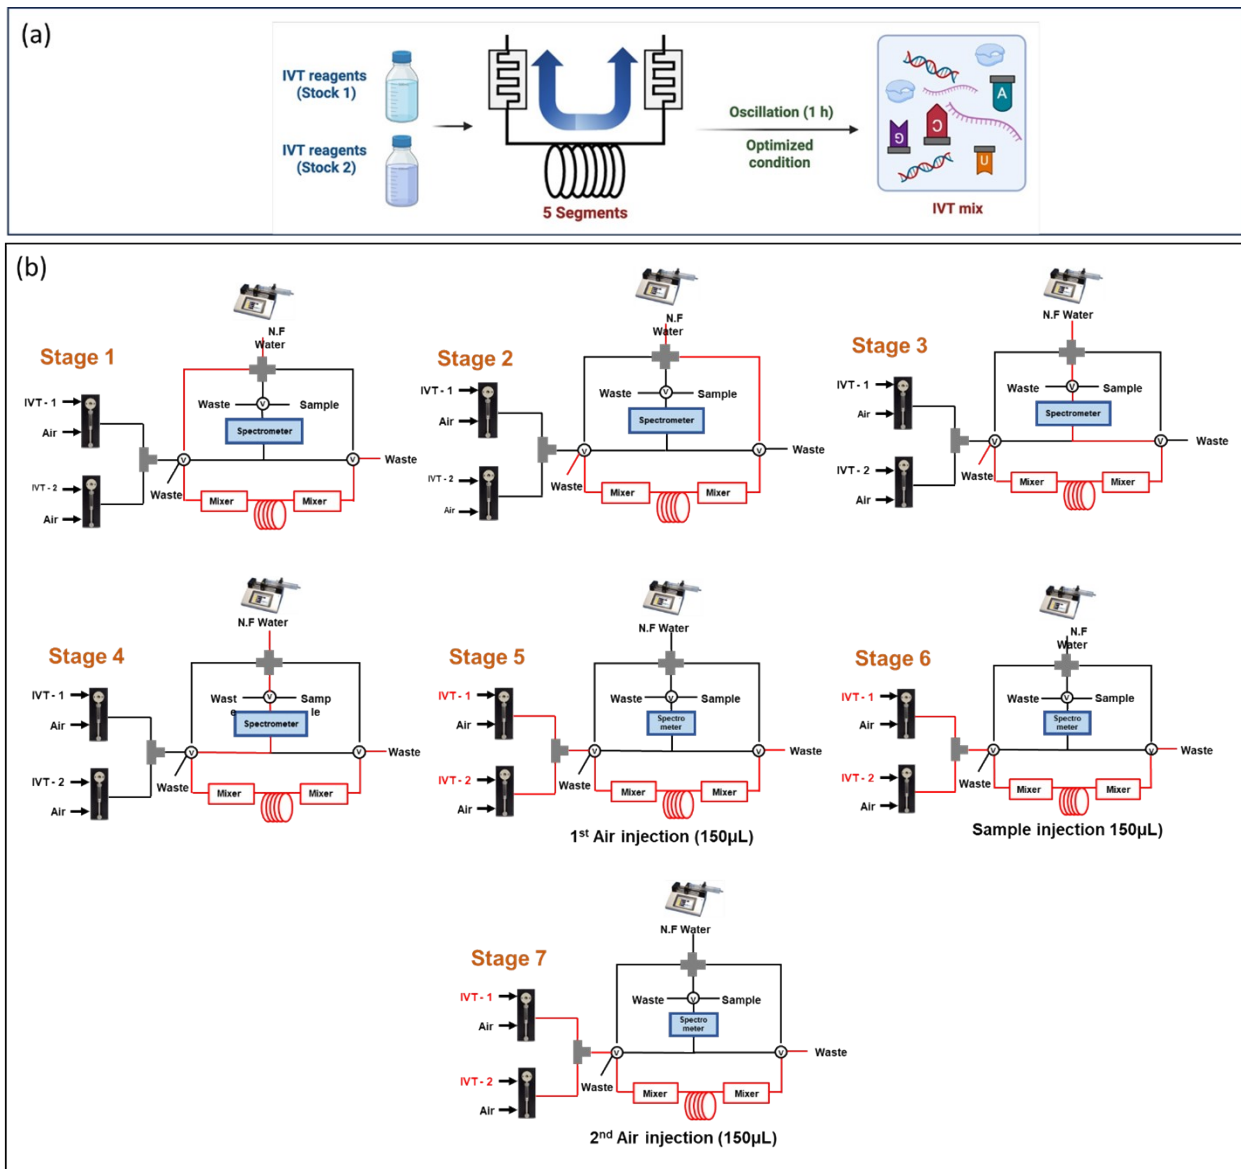 (a)
IVT reagents
(Stock 1)
IVT reagents
(Stock 2)
5 Segments
Oscillation (1 h)
Optimized
condition
A
G
C
U
IVT mix
(b)
Stage 1
N.F
Water
IVT - 1
Air
IVT - 2
Air
Waste
V
Sample
Spectrometer
V
V
Waste
Waste
Mixer
Mixer
Stage 2
N.F
Water
IVT - 1
Air
IVT - 2
Air
Waste
V
Sample
Spectrometer
V
V
Waste
Mixer
Mixer
Stage 3
N.F Water
IVT - 1
Air
IVT - 2
Air
Waste
V
Sample
Spectrometer
V
V
Waste
Waste
Mixer
Mixer
Stage 4
N.F Water
IVT - 1
Air
IVT - 2
Air
Wast
e
V
Samp
le
Spectrometer
V
V
Waste
Waste
Mixer
Mixer
Stage 5
N.F Water
IVT - 1
Air
IVT - 2
Air
Waste
V
Sample
Spectro
meter
V
V
Waste
Waste
Mixer
Mixer
1st Air injection (150µL)
Stage 6
N.F
Water
IVT - 1
Air
IVT - 2
Air
Waste
V
Sample
Spectro
meter
V
V
Waste
Waste
Mixer
Mixer
Sample injection 150µL)
Stage 7
N.F Water
IVT - 1
Air
IVT - 2
Air
Waste
V
Sample
Spectro
meter
V
V
Waste
Waste
Mixer
Mixer
2nd Air injection (150µL)